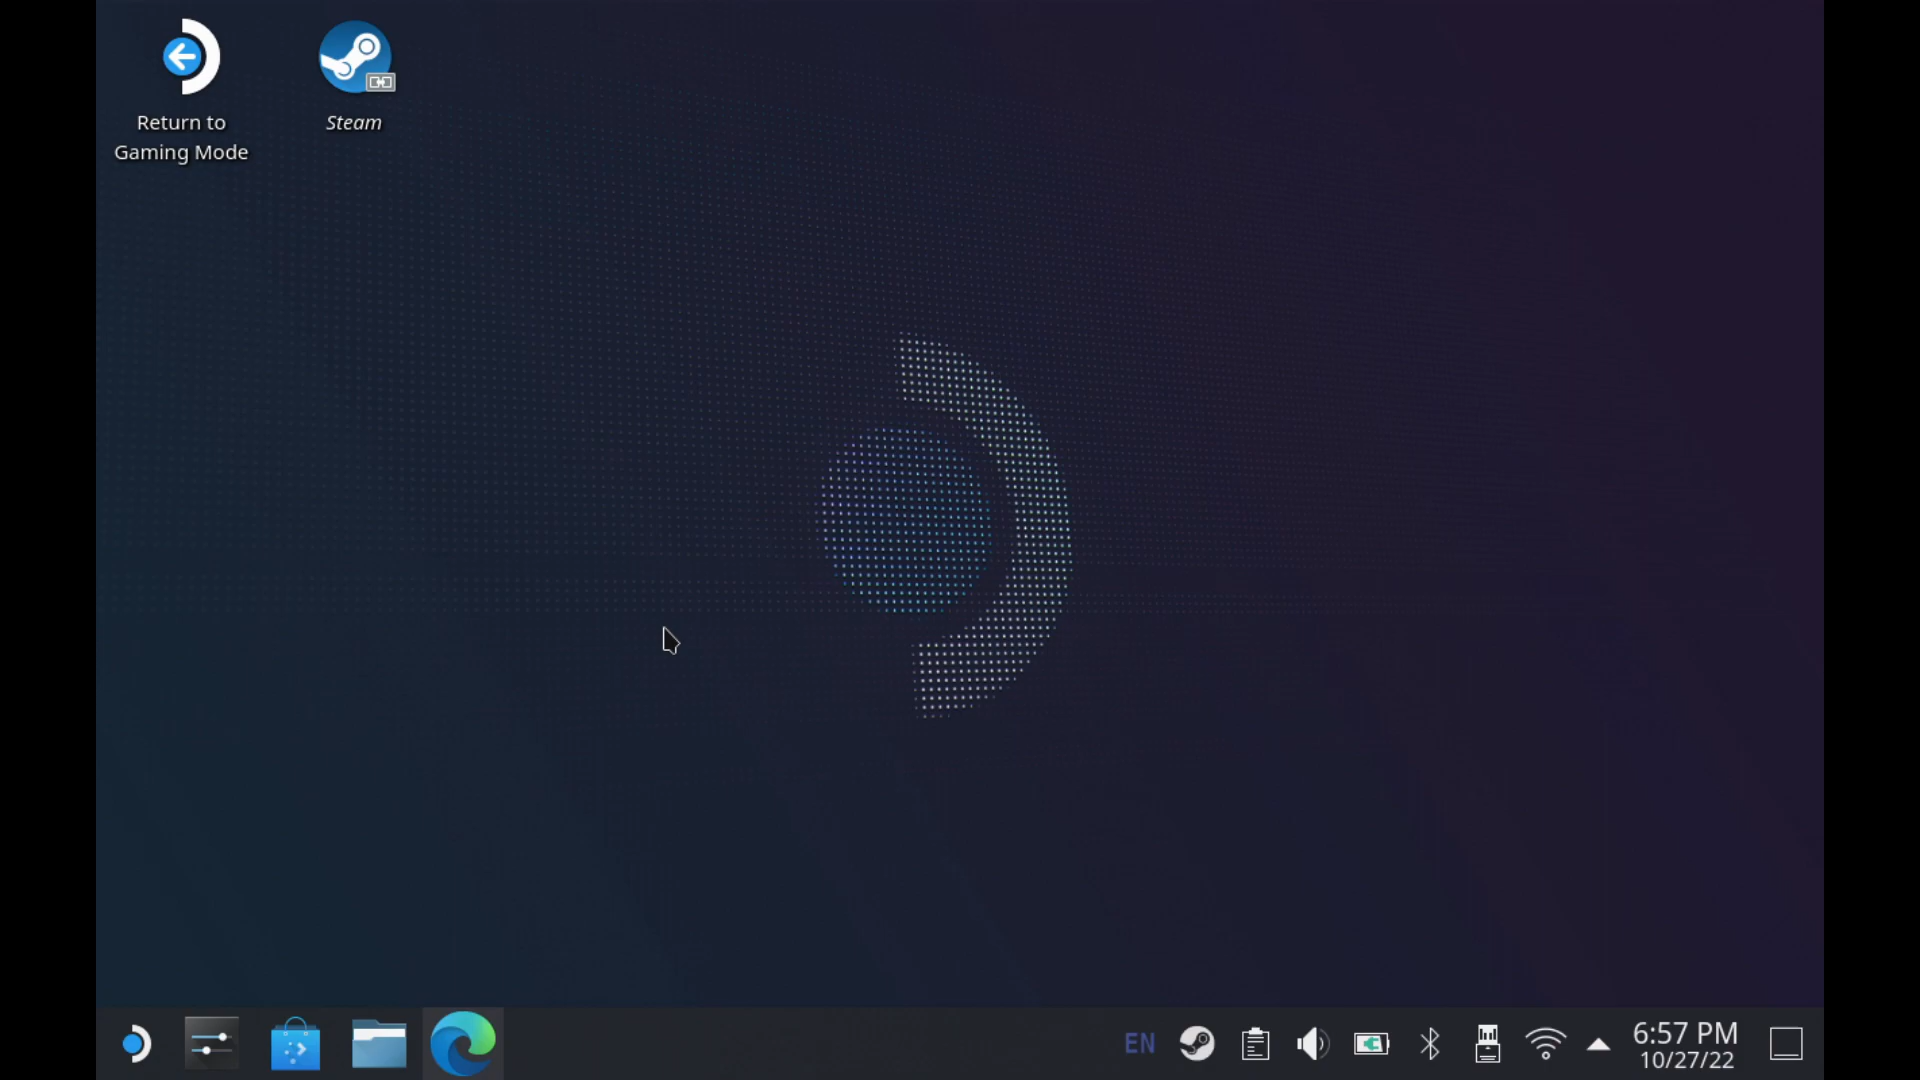 Return to
Gaming Mode
Steam
EN
6:57 PM
10/27/22